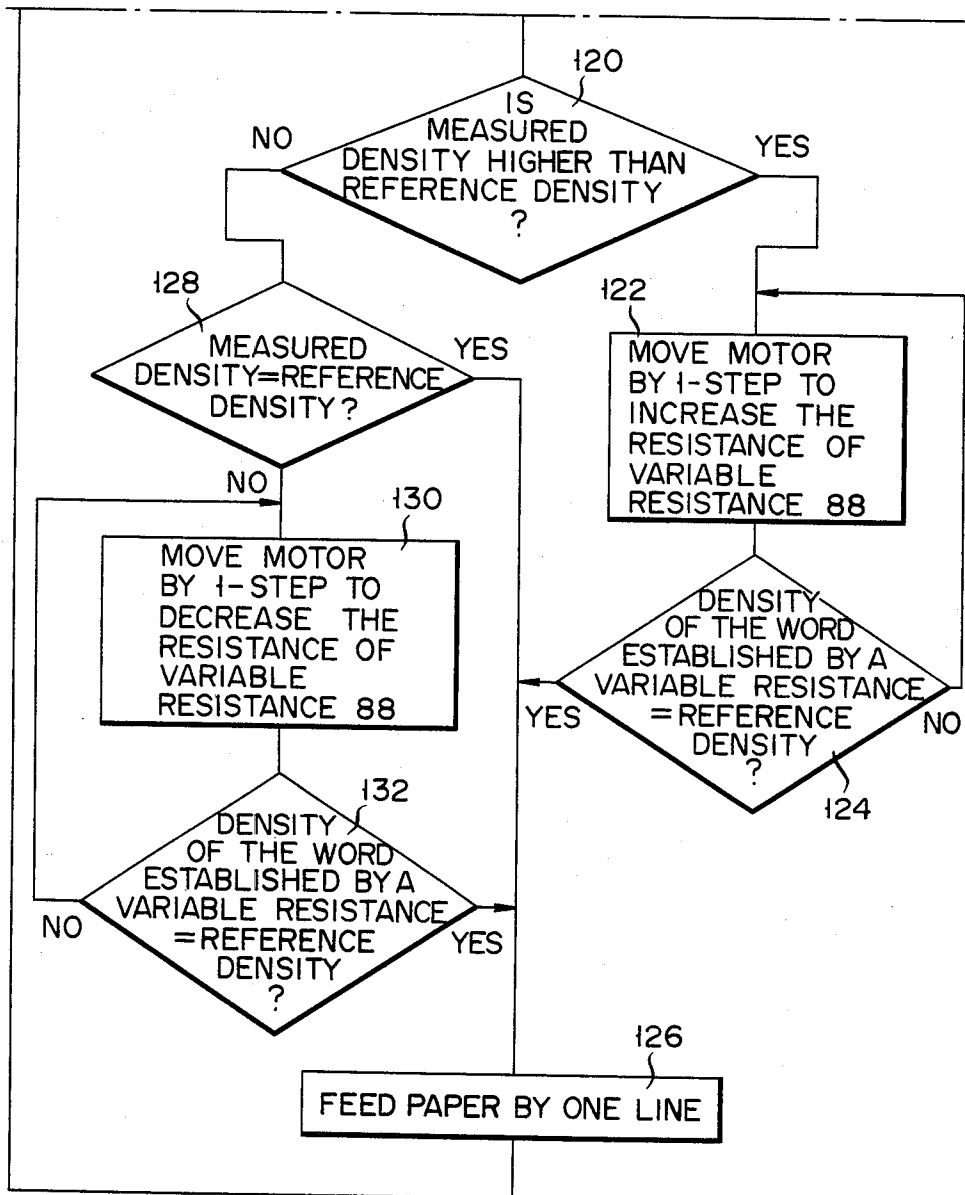 120
IS
MEASURED
DENSITY HIGHER THAN
REFERENCE DENSITY
?
NO
YES
128
MEASURED
DENSITY=REFERENCE
DENSITY?
YES
NO
122
MOVE MOTOR
BY 1-STEP TO
INCREASE THE
RESISTANCE OF
VARIABLE
RESISTANCE 88
130
MOVE MOTOR
BY 1-STEP TO
DECREASE THE
RESISTANCE OF
VARIABLE
RESISTANCE 88
DENSITY
OF THE WORD
ESTABLISHED BY A
VARIABLE RESISTANCE
=REFERENCE
DENSITY
?
YES
NO
124
132
DENSITY
OF THE WORD
ESTABLISHED BY A
VARIABLE RESISTANCE
=REFERENCE
DENSITY
?
NO
YES
126
FEED PAPER BY ONE LINE